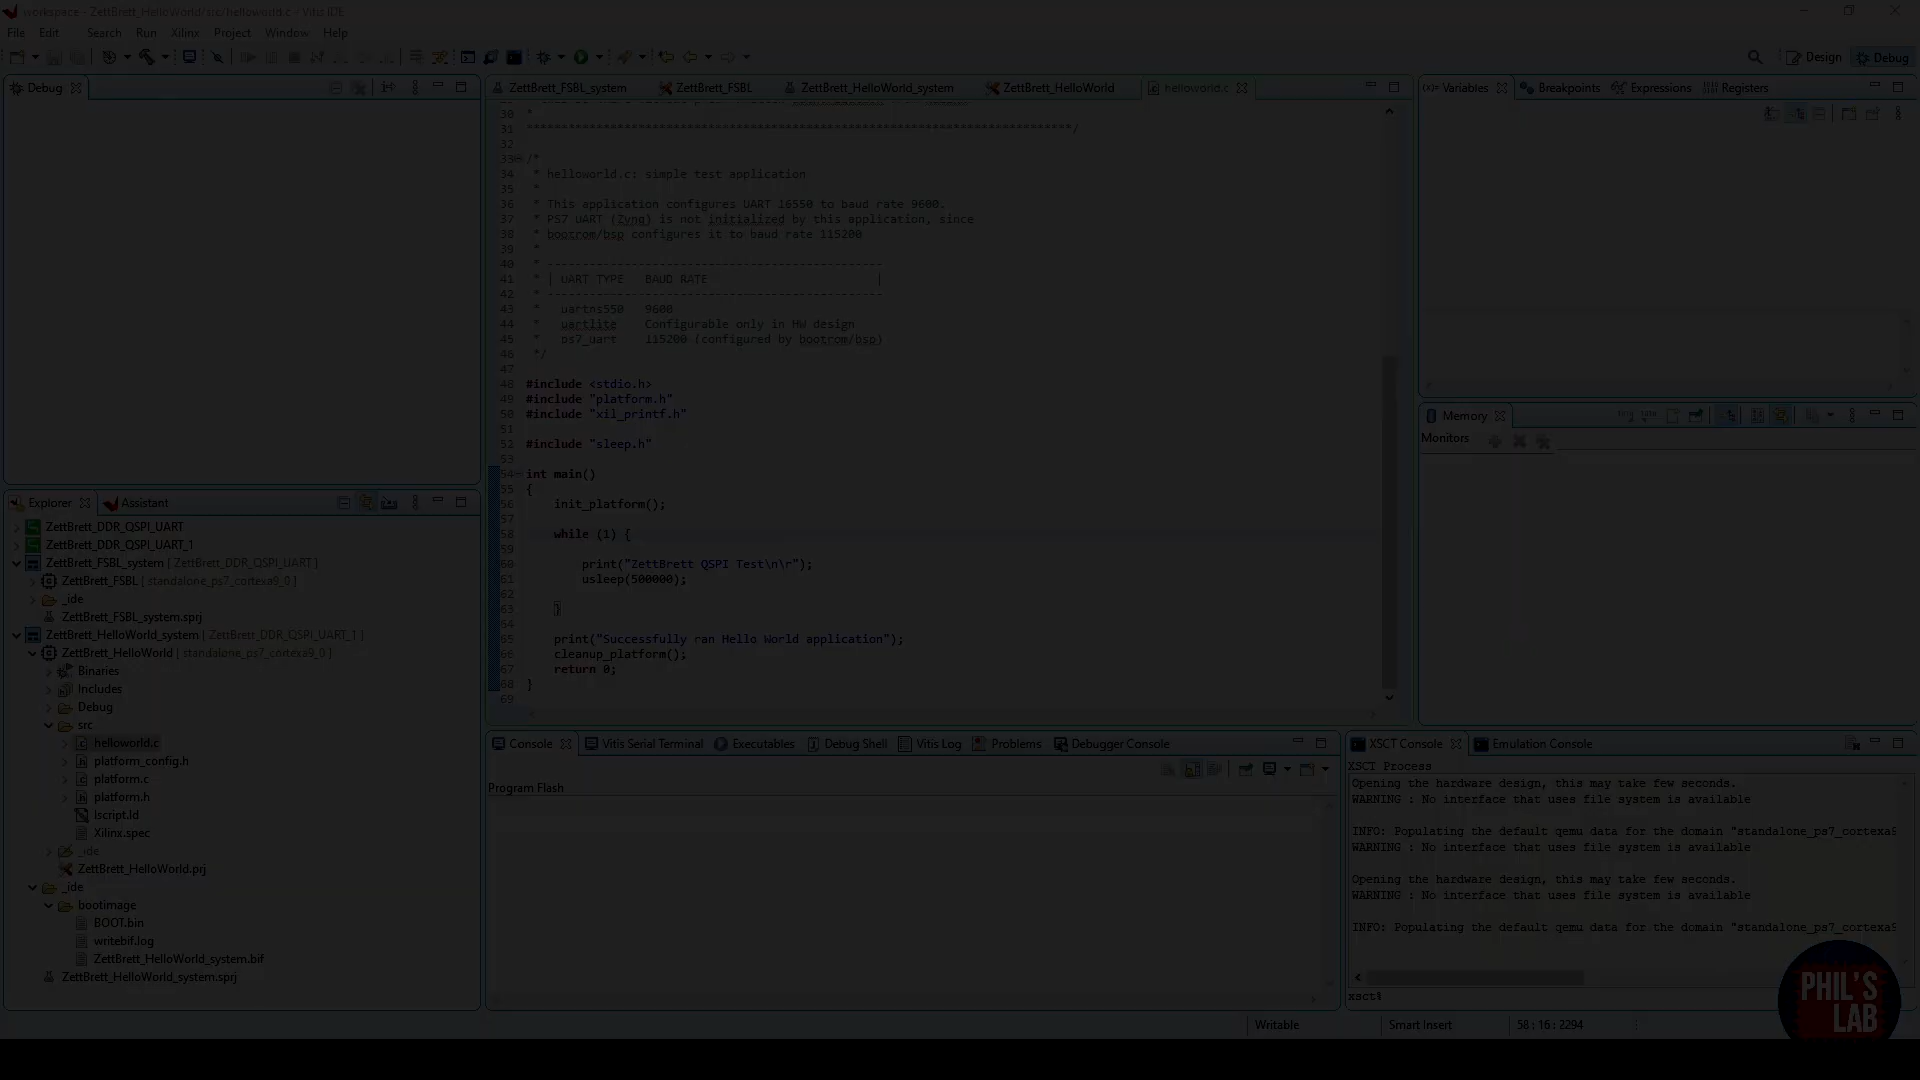 workspace - ZettBrett_HelloWorld/src/helloworld.c - Vitis IDE
File Edit Search Run Xilinx Project Window Help
Design Debug
Debug
ZettBrett_FSBL_system ZettBrett_FSBL ZettBrett_HelloWorld_system ZettBrett_HelloWorld helloworld.c
30 *
31 ******************************************************************************/
32
33 /*
34 * helloworld.c: simple test application
35 *
36 * This application configures UART 16550 to baud rate 9600.
37 * PS7 UART (Zynq) is not initialized by this application, since
38 * bootrom/bsp configures it to baud rate 115200
39 *
40 * ------------------------------------------------
41 * | UART TYPE   BAUD RATE                        |
42 * ------------------------------------------------
43 *   uartns550   9600
44 *   uartlite    Configurable only in HW design
45 *   ps7_uart    115200 (configured by bootrom/bsp)
46 */
47
48 #include <stdio.h>
49 #include "platform.h"
50 #include "xil_printf.h"
51
52 #include "sleep.h"
53
54 int main()
55 {
56 init_platform();
57
58 while (1) {
59
60 print("ZettBrett QSPI Test\n\r");
61 usleep(500000);
62
63 }
64
65 print("Successfully ran Hello World application");
66 cleanup_platform();
67 return 0;
68 }
69
Variables Breakpoints Expressions Registers
Memory
Monitors
Explorer Assistant
ZettBrett_DDR_QSPI_UART
ZettBrett_DDR_QSPI_UART_1
ZettBrett_FSBL_system [ ZettBrett_DDR_QSPI_UART ]
ZettBrett_FSBL [ standalone_ps7_cortexa9_0 ]
_ide
ZettBrett_FSBL_system.sprj
ZettBrett_HelloWorld_system [ ZettBrett_DDR_QSPI_UART_1 ]
ZettBrett_HelloWorld [ standalone_ps7_cortexa9_0 ]
Binaries
Includes
Debug
src
helloworld.c
platform_config.h
platform.c
platform.h
lscript.ld
Xilinx.spec
_ide
ZettBrett_HelloWorld.prj
_ide
bootimage
BOOT.bin
writebif.log
ZettBrett_HelloWorld_system.bif
ZettBrett_HelloWorld_system.sprj
Console Vitis Serial Terminal Executables Debug Shell Vitis Log Problems Debugger Console
Program Flash
XSCT Console Emulation Console
XSCT Process
Opening the hardware design, this may take few seconds.
WARNING : No interface that uses file system is available
INFO: Populating the default qemu data for the domain "standalone_ps7_cortexa9
WARNING : No interface that uses file system is available
Opening the hardware design, this may take few seconds.
WARNING : No interface that uses file system is available
INFO: Populating the default qemu data for the domain "standalone_ps7_cortexa9
xsct%
Writable Smart Insert 58 : 16 : 2294
PHIL'S
LAB